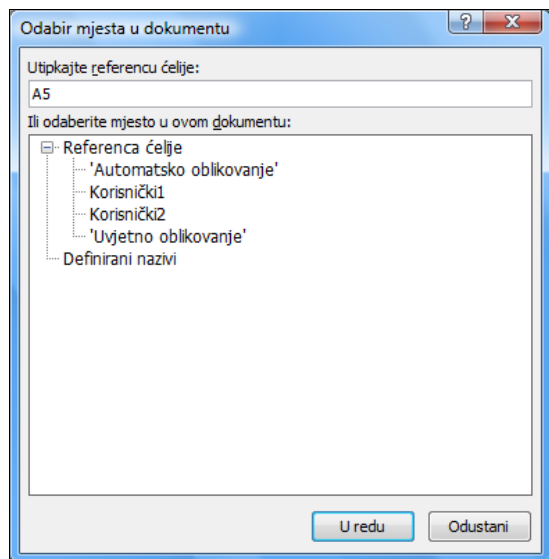 Odabir mjesta u dokumentu
Utipkajte referencu ćelije:
A5
Ili odaberite mjesto u ovom dokumentu:
Referenca ćelije
'Automatsko oblikovanje'
Korisnički1
Korisnički2
'Uvjetno oblikovanje'
Definirani nazivi
U redu
Odustani